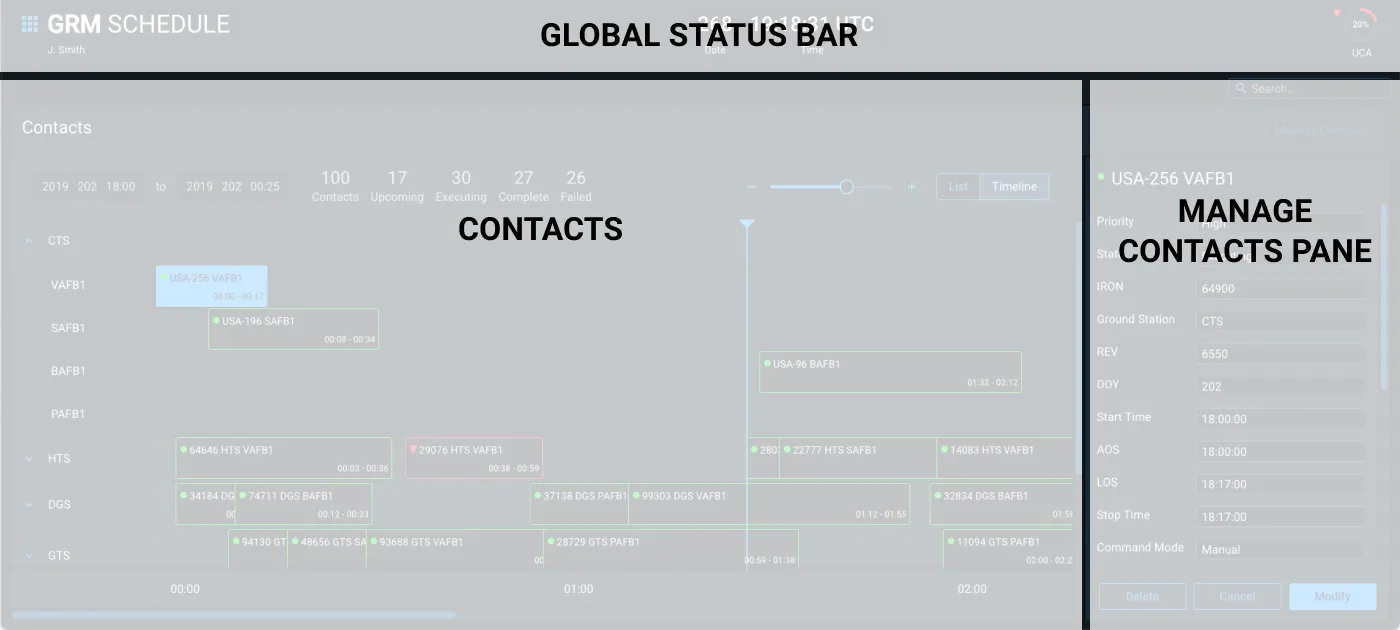 GRM SCHEDULE
J. Smith
GLOBAL STATUS BAR
268 19:18:31 UTC
Date Time
20%
UCA
Search...
Contacts
2019 202 18:00 to 2019 202 00:25
100 17 30 27 26
Contacts Upcoming Executing Complete Failed
List Timeline
CONTACTS
CTS
VAFB1
USA-256 VAFB1
00:00 - 00:17
SAFB1
USA-196 SAFB1
00:08 - 00:34
BAFB1
USA-96 BAFB1
01:32 - 02:12
PAFB1
HTS
64646 HTS VAFB1
00:03 - 00:36
29076 HTS VAFB1
00:38 - 00:59
280
22777 HTS SAFB1
14083 HTS VAFB1
DGS
34184 DG
00
74711 DGS BAFB1
00:12 - 00:33
37138 DGS PAFB1
99303 DGS VAFB1
01:12 - 01:55
32834 DGS BAFB1
01:58
GTS
94130 GT
48656 GTS SA
93688 GTS VAFB1
00
28729 GTS PAFB1
00:59 - 01:38
11094 GTS PAFB1
02:00 - 02:2
00:00 01:00 02:00
USA-256 VAFB1
MANAGE
CONTACTS PANE
Priority High
IRON 64900
Ground Station CTS
REV 6550
DOY 202
Start Time 18:00:00
AOS 18:00:00
LOS 18:17:00
Stop Time 18:17:00
Command Mode Manual
Delete Cancel Modify